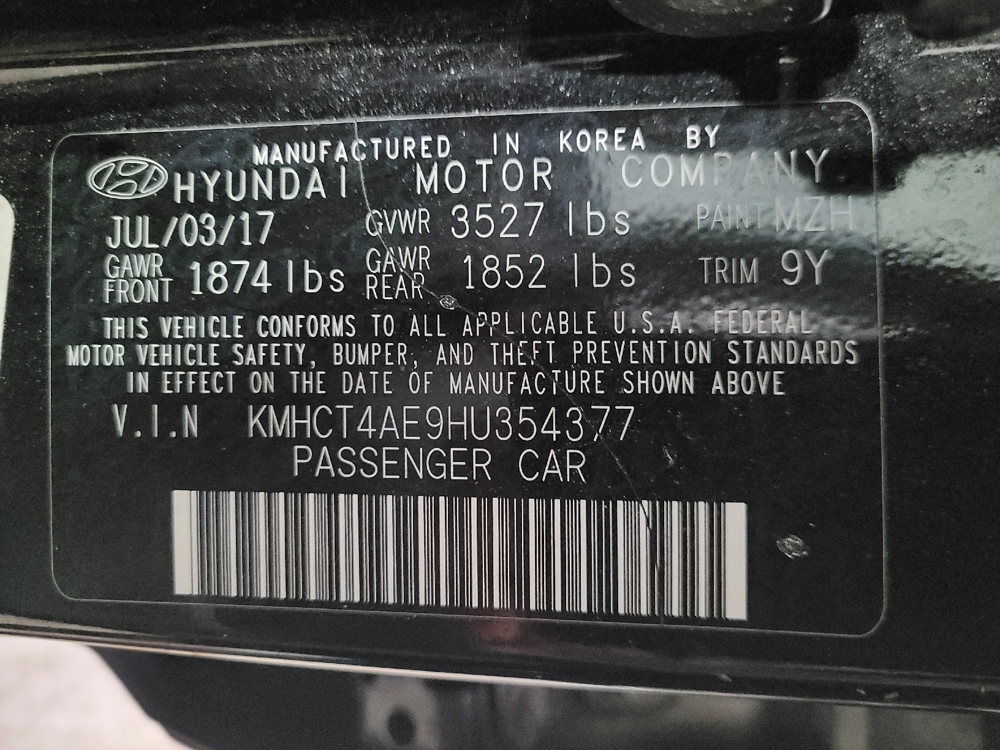 MANUFACTURED IN KOREA BY
HYUNDAI MOTOR COMPANY
JUL/03/17 GVWR 3527 lbs PAINT MZH
GAWR FRONT 1874 lbs GAWR REAR 1852 lbs TRIM 9Y
THIS VEHICLE CONFORMS TO ALL APPLICABLE U.S.A. FEDERAL
MOTOR VEHICLE SAFETY, BUMPER, AND THEFT PREVENTION STANDARDS
IN EFFECT ON THE DATE OF MANUFACTURE SHOWN ABOVE
V.I.N KMHCT4AE9HU354377
PASSENGER CAR